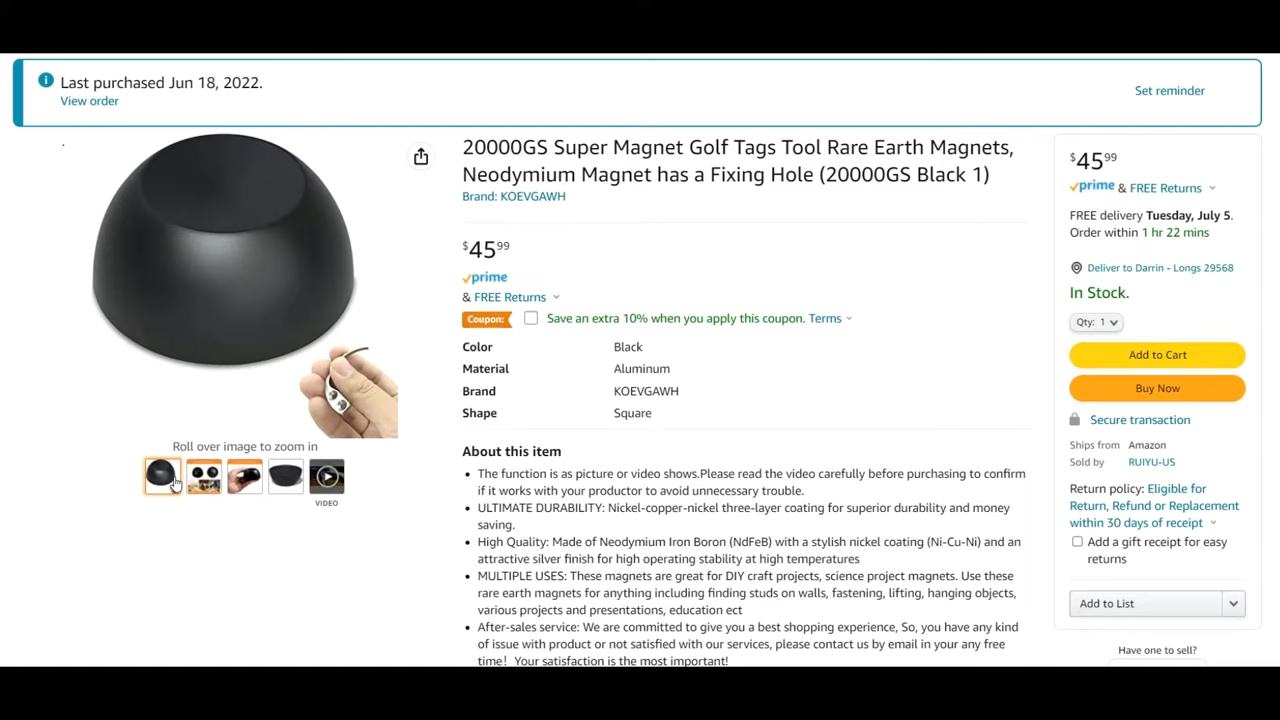 Last purchased Jun 18, 2022.
View order
Set reminder
20000GS Super Magnet Golf Tags Tool Rare Earth Magnets,
Neodymium Magnet has a Fixing Hole (20000GS Black 1)
Brand: KOEVGAWH
$45 99
prime
& FREE Returns
Coupon: Save an extra 10% when you apply this coupon. Terms
Color Black
Material Aluminum
Brand KOEVGAWH
Shape Square
Roll over image to zoom in
VIDEO
About this item
• The function is as picture or video shows.Please read the video carefully before purchasing to confirm
if it works with your productor to avoid unnecessary trouble.
• ULTIMATE DURABILITY: Nickel-copper-nickel three-layer coating for superior durability and money
saving.
• High Quality: Made of Neodymium Iron Boron (NdFeB) with a stylish nickel coating (Ni-Cu-Ni) and an
attractive silver finish for high operating stability at high temperatures
• MULTIPLE USES: These magnets are great for DIY craft projects, science project magnets. Use these
rare earth magnets for anything including finding studs on walls, fastening, lifting, hanging objects,
various projects and presentations, education ect
• After-sales service: We are committed to give you a best shopping experience, So, you have any kind
of issue with product or not satisfied with our services, please contact us by email in your any free
time！Your satisfaction is the most important!
$45 99
prime & FREE Returns
FREE delivery Tuesday, July 5.
Order within 1 hr 22 mins
Deliver to Darrin - Longs 29568
In Stock.
Qty: 1
Add to Cart
Buy Now
Secure transaction
Ships from Amazon
Sold by RUIYU-US
Return policy: Eligible for
Return, Refund or Replacement
within 30 days of receipt
Add a gift receipt for easy
returns
Add to List
Have one to sell?